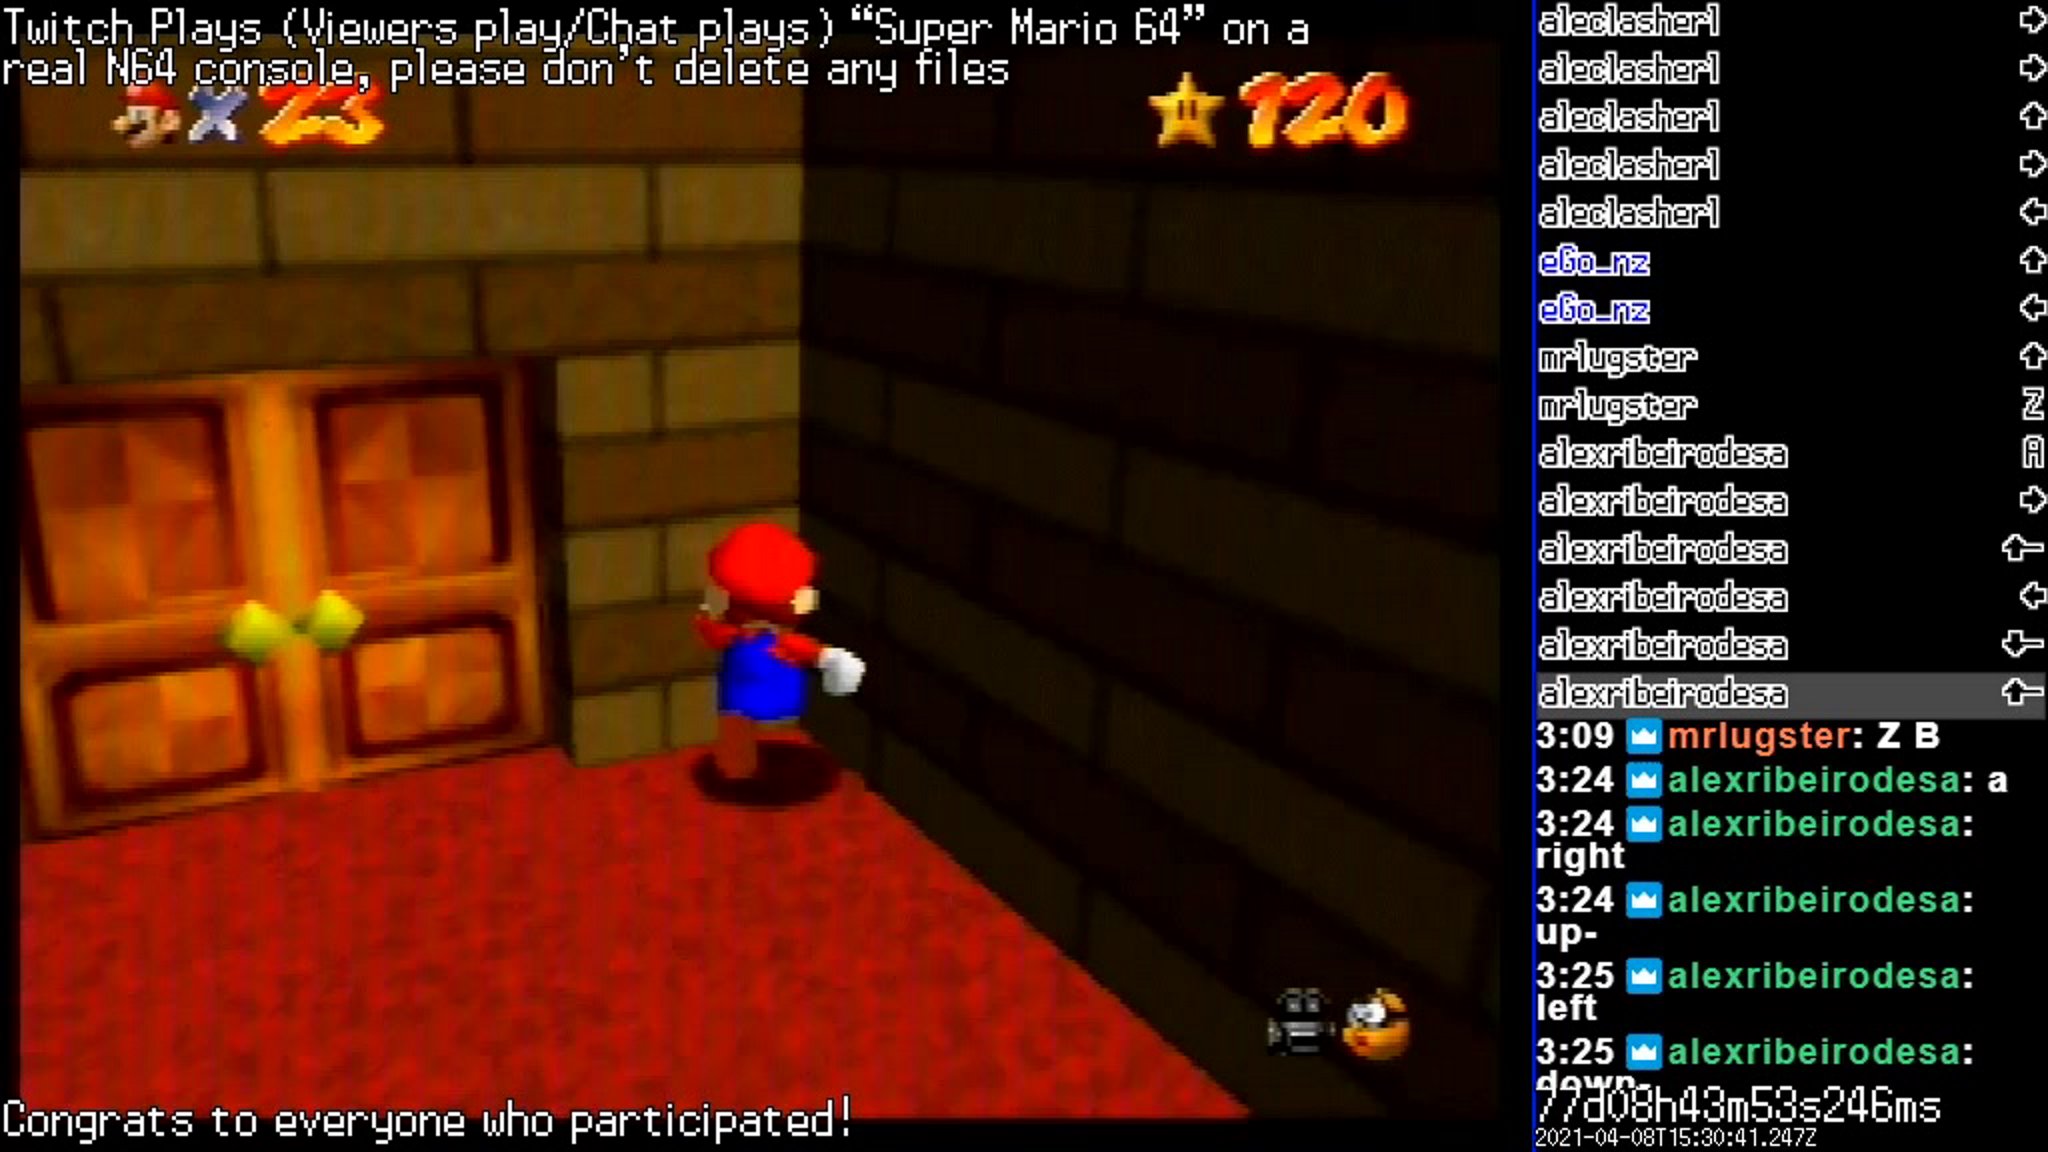 Twitch Plays (Viewers play/Chat plays) “Super Mario 64” on a
real N64 console, please don't delete any files
x 23
120
Congrats to everyone who participated!
aleclasher1
aleclasher1
aleclasher1
aleclasher1
aleclasher1
eGo_nz
eGo_nz
mrlugster
mrlugster Z
alexribeirodesa A
alexribeirodesa
alexribeirodesa
alexribeirodesa
alexribeirodesa
alexribeirodesa
3:09 mrlugster: Z B
3:24 alexribeirodesa: a
3:24 alexribeirodesa:
right
3:24 alexribeirodesa:
up-
3:25 alexribeirodesa:
left
3:25 alexribeirodesa:
down-
77d08h43m53s246ms
2021-04-08T15:30:41.247Z